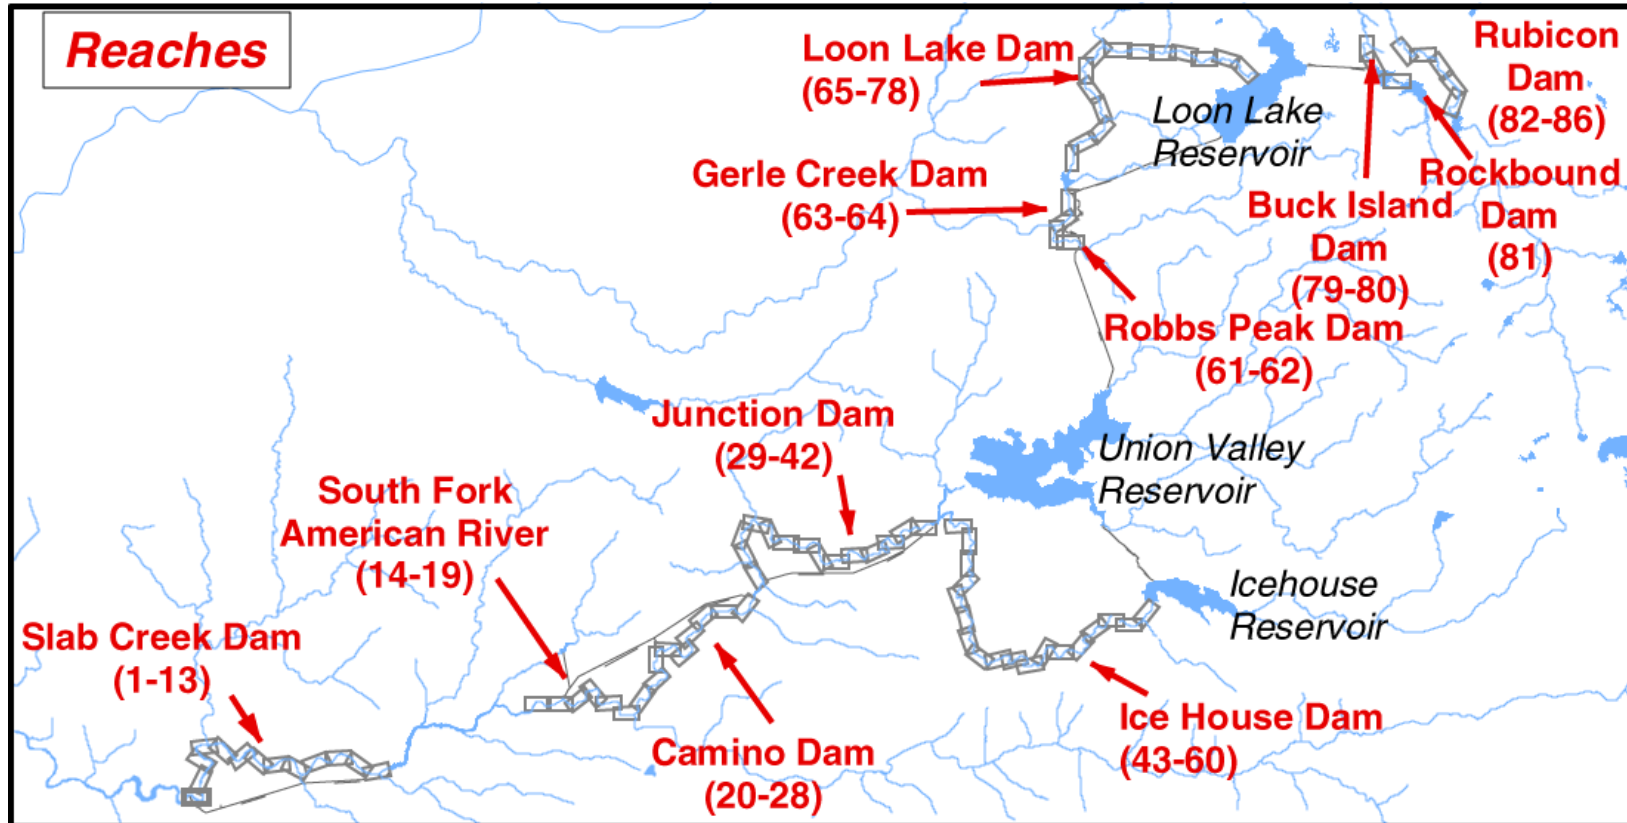 Reaches
Loon Lake Dam
(65-78)
Rubicon
Dam
(82-86)
Loon Lake
Reservoir
Gerle Creek Dam
(63-64)
Rockbound
Dam
(81)
Buck Island
Dam
(79-80)
Robbs Peak Dam
(61-62)
Junction Dam
(29-42)
Union Valley
Reservoir
South Fork
American River
(14-19)
Icehouse
Reservoir
Slab Creek Dam
(1-13)
Ice House Dam
(43-60)
Camino Dam
(20-28)